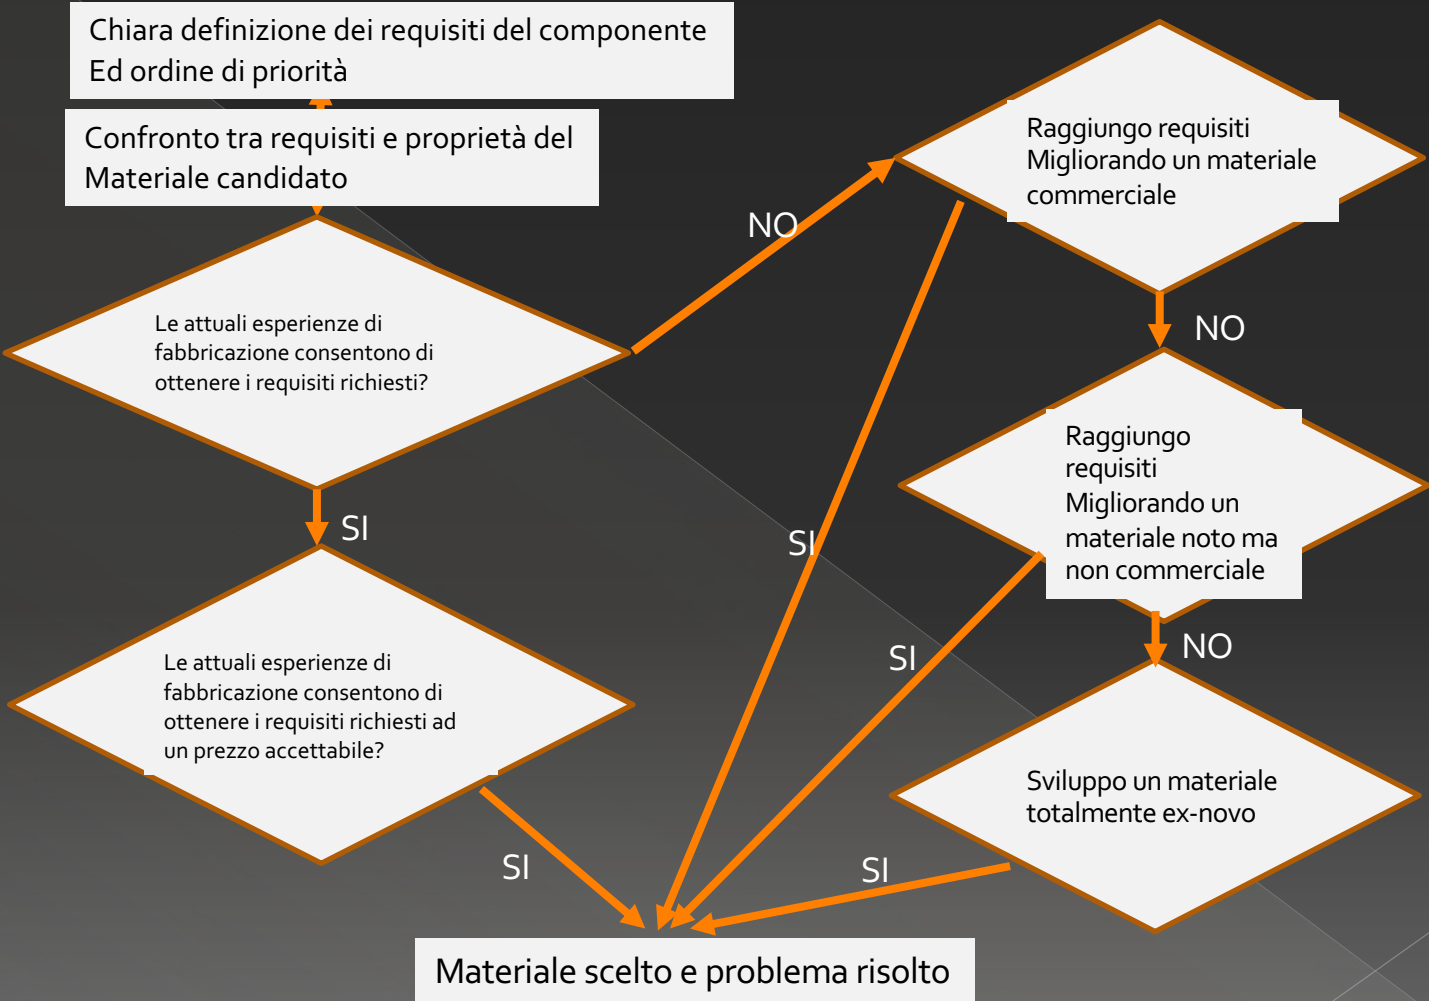 Chiara definizione dei requisiti del componente
Ed ordine di priorità
Confronto tra requisiti e proprietà del
Materiale candidato
Le attuali esperienze di
fabbricazione consentono di
ottenere i requisiti richiesti?
SI
Le attuali esperienze di
fabbricazione consentono di
ottenere i requisiti richiesti ad
un prezzo accettabile?
SI
NO
Raggiungo requisiti
Migliorando un materiale
commerciale
SI
NO
Raggiungo
requisiti
Migliorando un
materiale noto ma
non commerciale
SI
NO
Sviluppo un materiale
totalmente ex-novo
SI
Materiale scelto e problema risolto